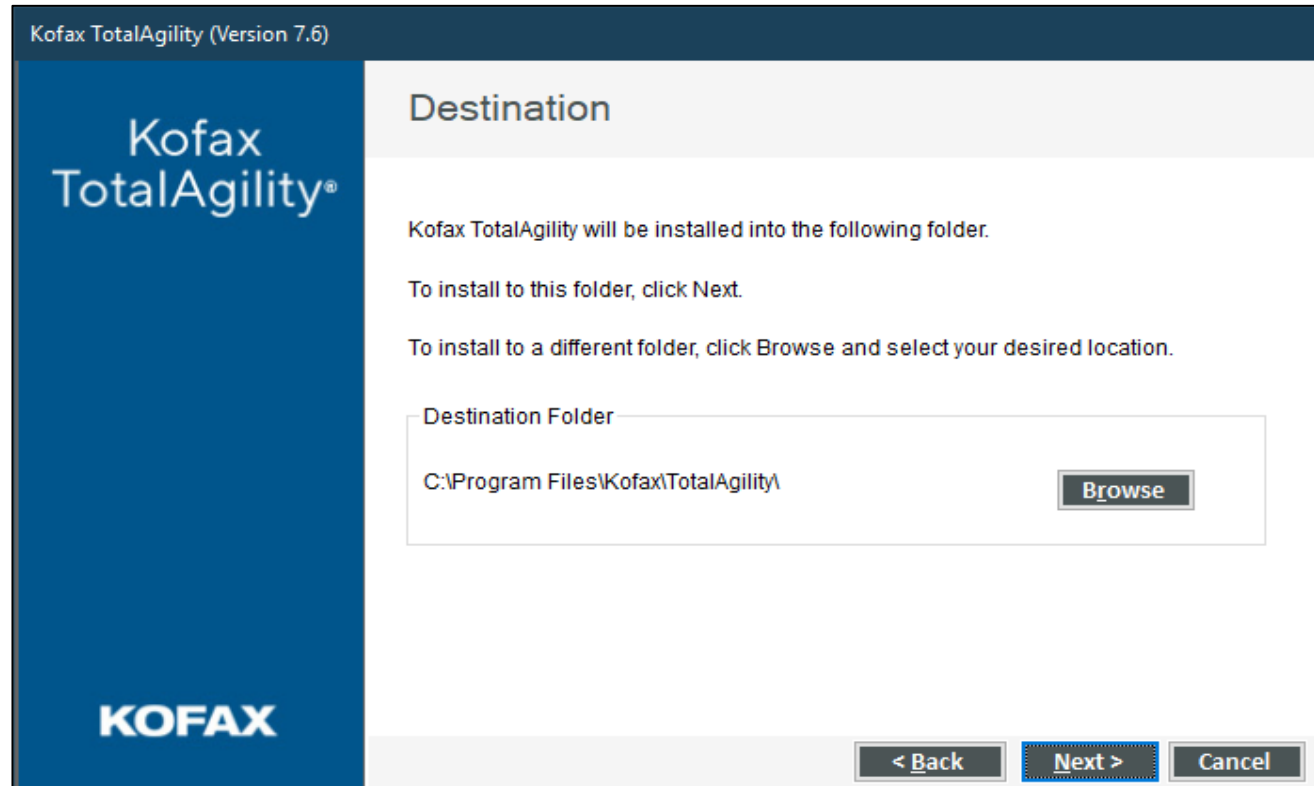 Kofax TotalAgility (Version 7.6)
Kofax
TotalAgility®
KOFAX
Destination
Kofax TotalAgility will be installed into the following folder.
To install to this folder, click Next.
To install to a different folder, click Browse and select your desired location.
Destination Folder
C:\Program Files\Kofax\TotalAgility\
Browse
< Back
Next >
Cancel